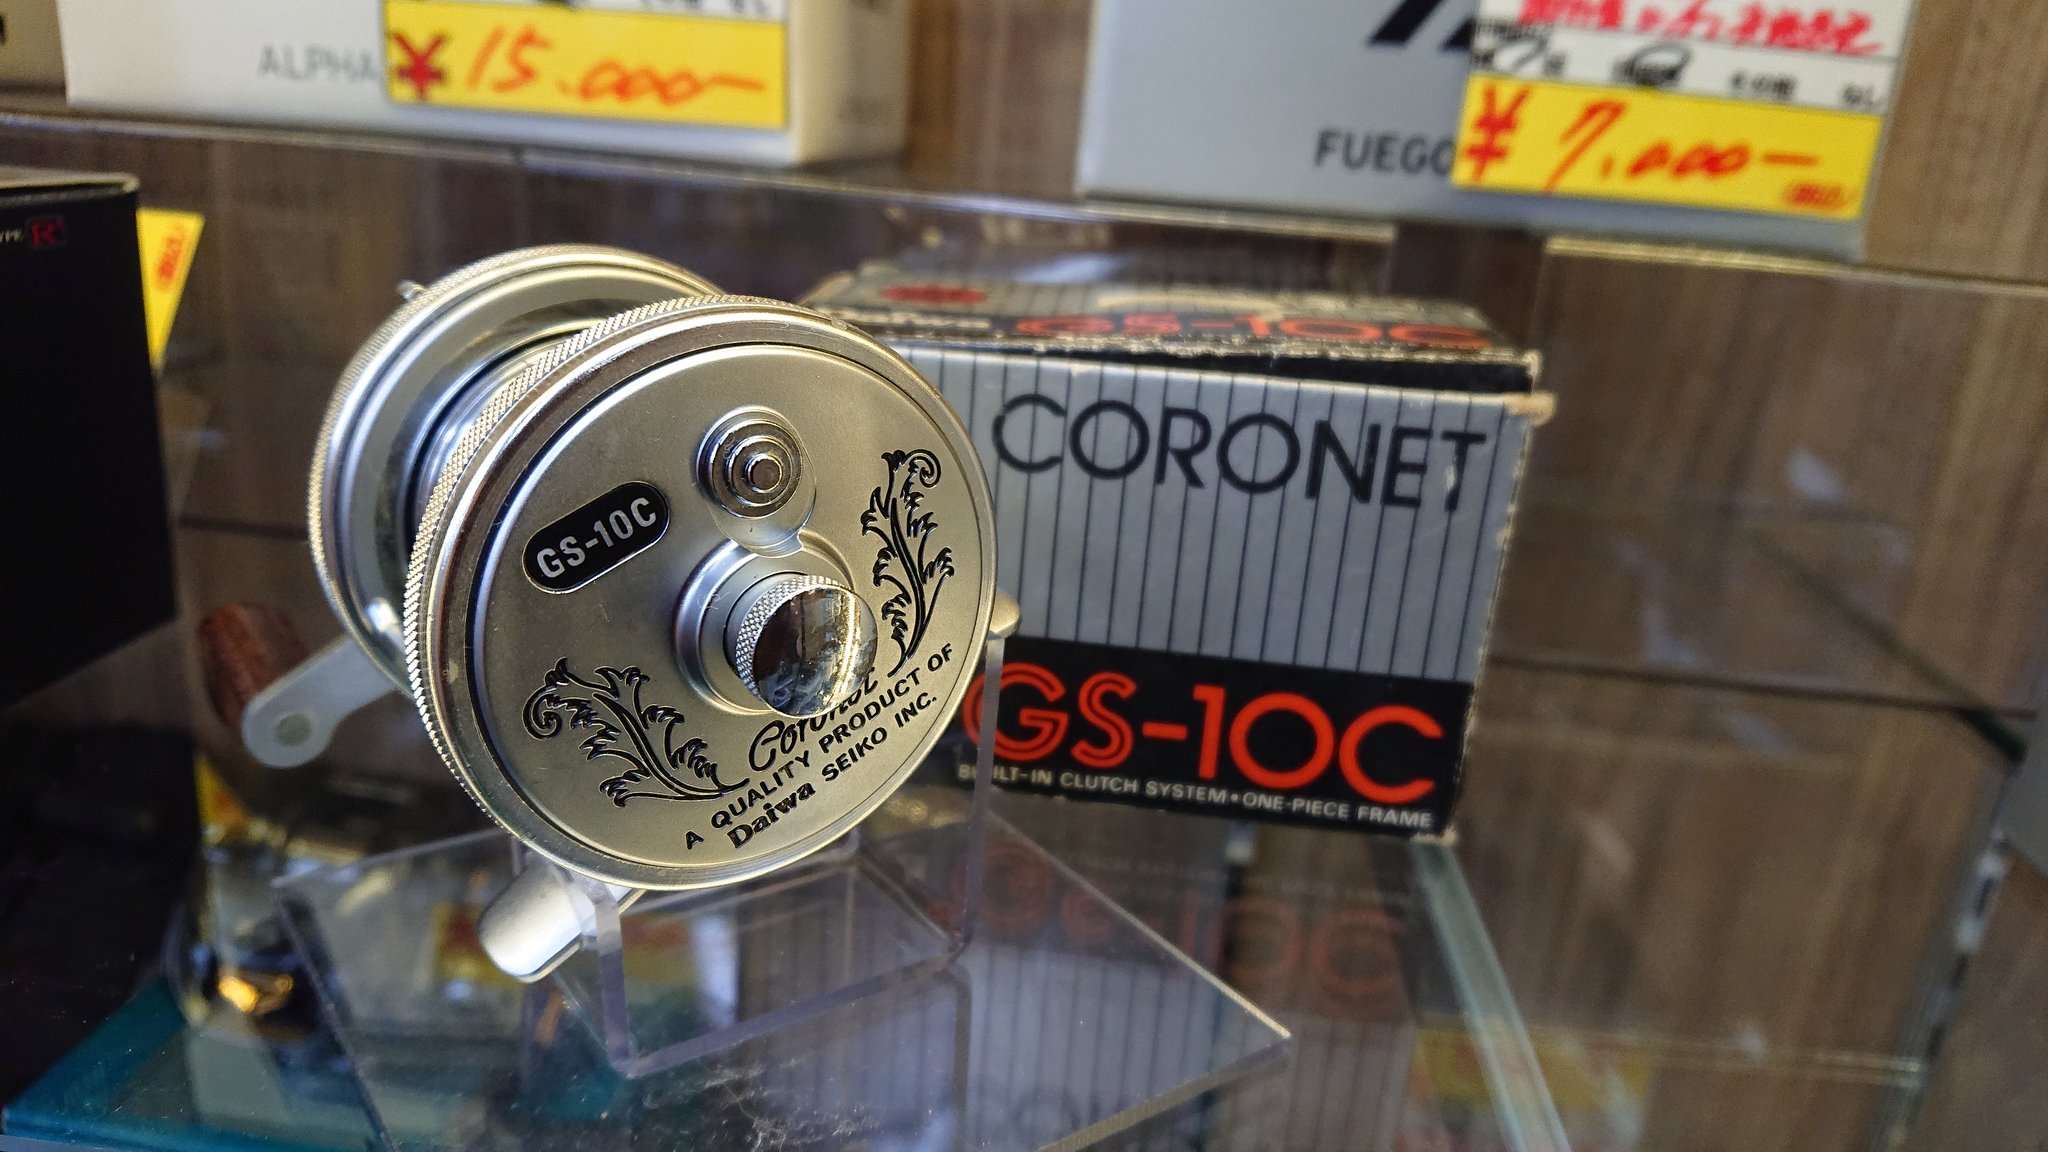 ALPHA
¥15.000-
FUEGO
¥7.000-
R
GS-10C
CORONET
GS-10C
BUILT-IN CLUTCH SYSTEM•ONE-PIECE FRAME
GS-10C
Coronet
A QUALITY PRODUCT OF
Daiwa SEIKO INC.